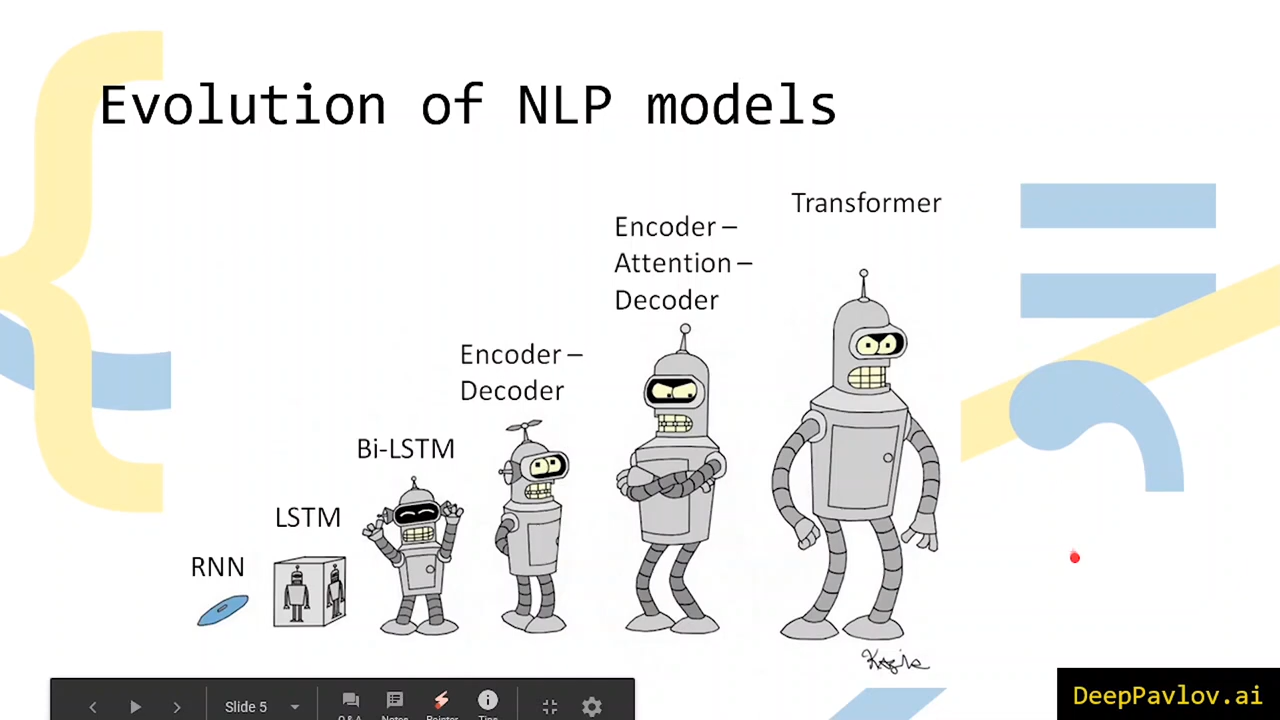 Evolution of NLP models
Transformer
Encoder –
Attention –
Decoder
Encoder –
Decoder
Bi-LSTM
LSTM
RNN
Slide 5
DeepPavlov.ai